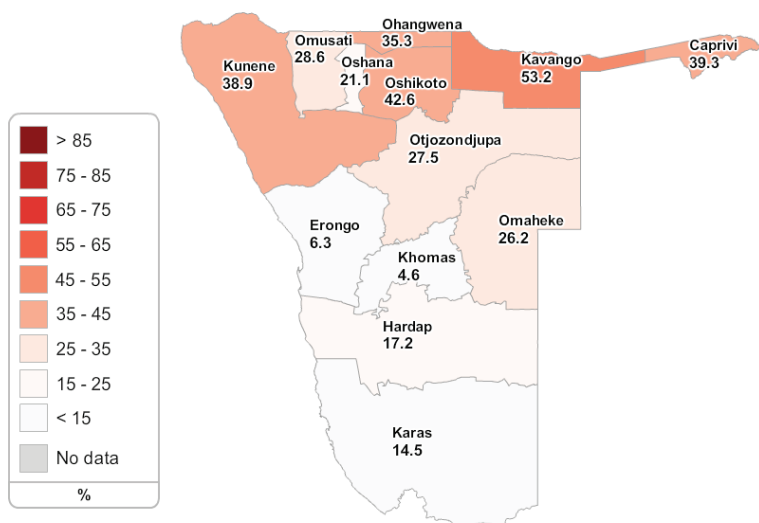 Ohangwena
35.3
Omusati
28.6
Oshana
21.1
Kunene
38.9
Oshikoto
42.6
Kavango
53.2
Caprivi
39.3
Otjozondjupa
27.5
Omaheke
26.2
Erongo
6.3
Khomas
4.6
Hardap
17.2
Karas
14.5
> 85
75 - 85
65 - 75
55 - 65
45 - 55
35 - 45
25 - 35
15 - 25
< 15
No data
%